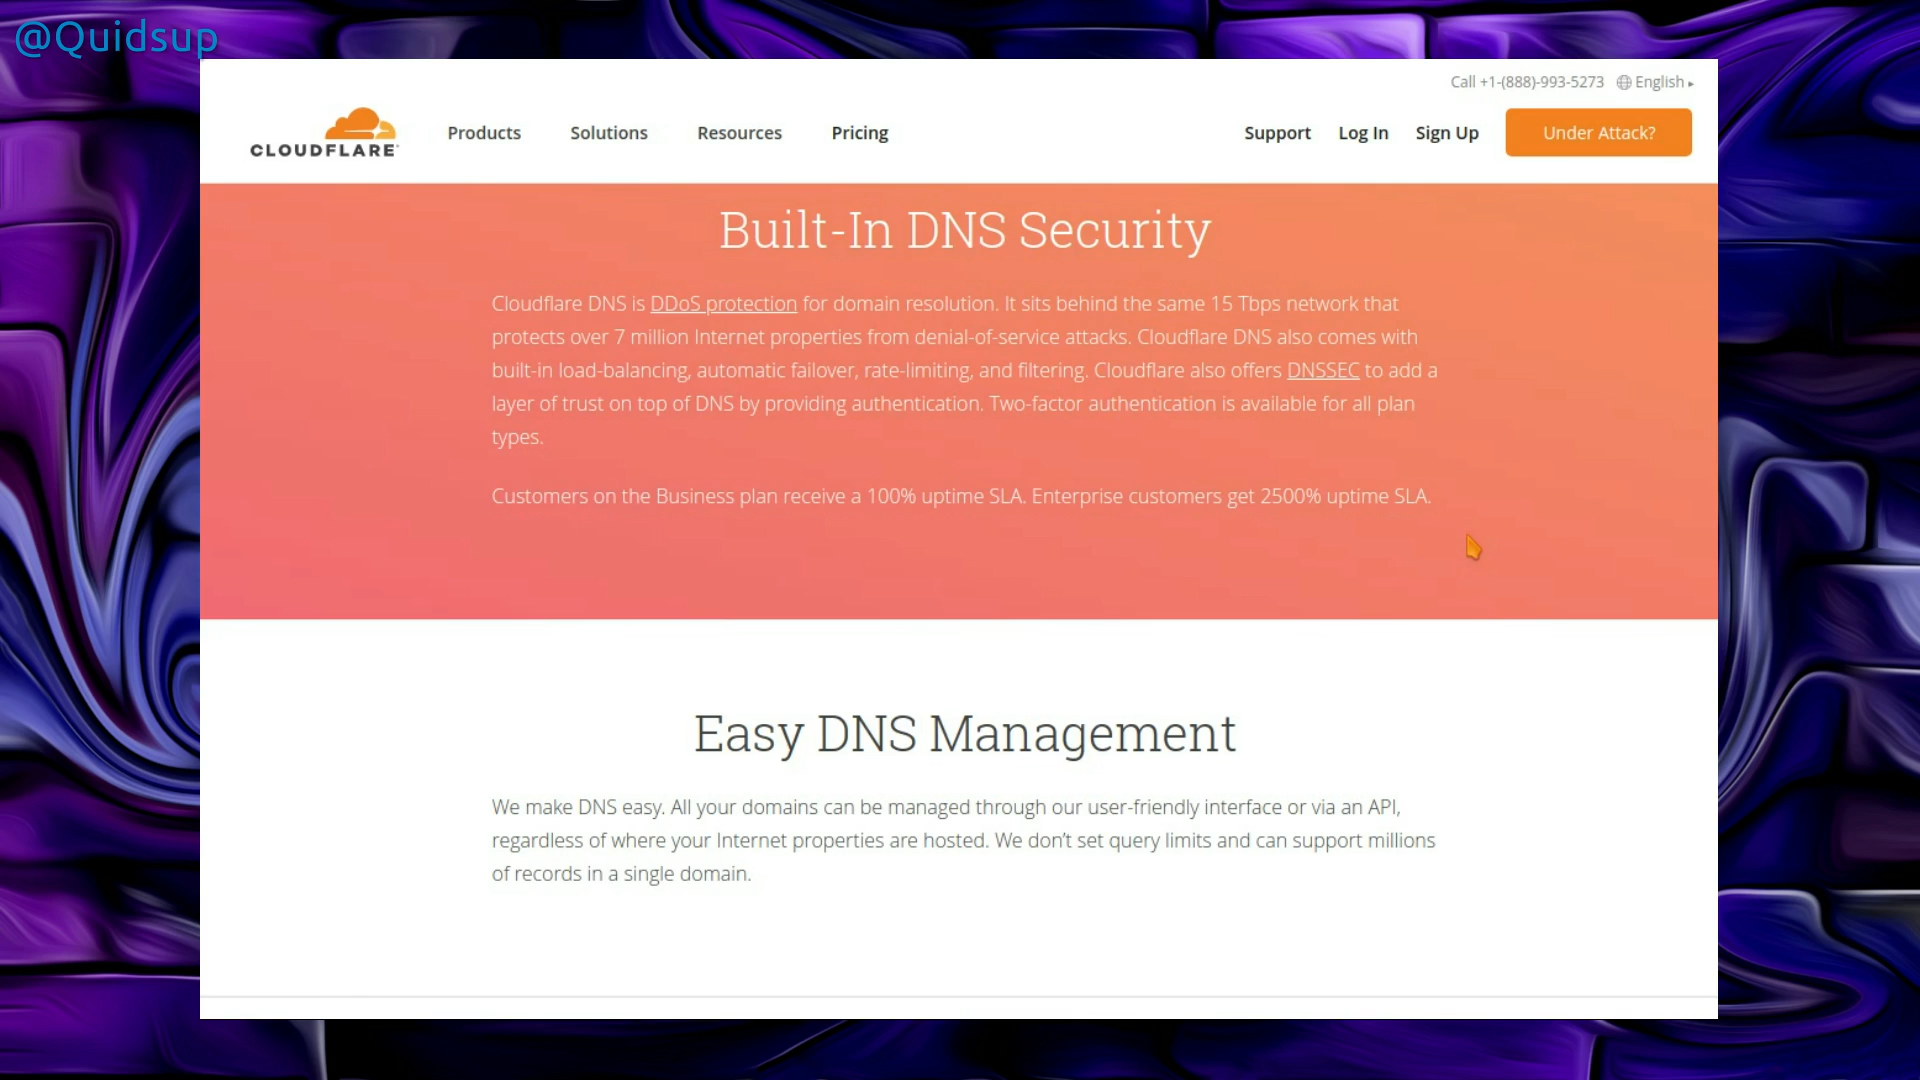 @Quidsup
Call +1-(888)-993-5273 English ▸
CLOUDFLARE
Products Solutions Resources Pricing
Support Log In Sign Up Under Attack?
Built-In DNS Security
Cloudflare DNS is DDoS protection for domain resolution. It sits behind the same 15 Tbps network that
protects over 7 million Internet properties from denial-of-service attacks. Cloudflare DNS also comes with
built-in load-balancing, automatic failover, rate-limiting, and filtering. Cloudflare also offers DNSSEC to add a
layer of trust on top of DNS by providing authentication. Two-factor authentication is available for all plan
types.
Customers on the Business plan receive a 100% uptime SLA. Enterprise customers get 2500% uptime SLA.
Easy DNS Management
We make DNS easy. All your domains can be managed through our user-friendly interface or via an API,
regardless of where your Internet properties are hosted. We don't set query limits and can support millions
of records in a single domain.